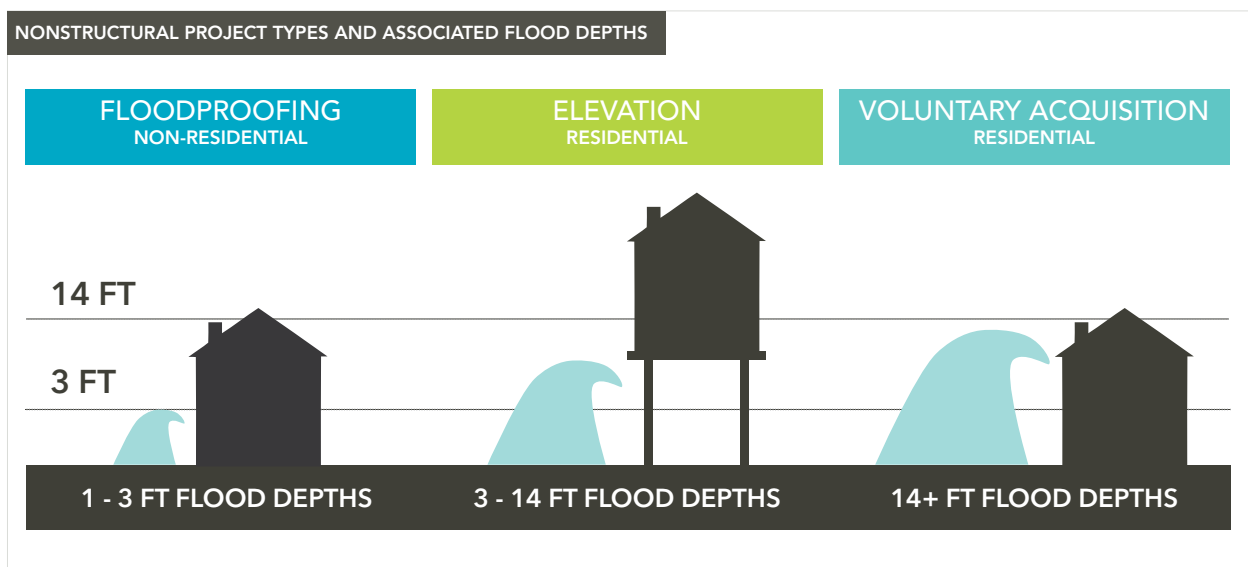 NONSTRUCTURAL PROJECT TYPES AND ASSOCIATED FLOOD DEPTHS
FLOODPROOFING
NON-RESIDENTIAL
ELEVATION
RESIDENTIAL
VOLUNTARY ACQUISITION
RESIDENTIAL
14 FT
3 FT
1 - 3 FT FLOOD DEPTHS
3 - 14 FT FLOOD DEPTHS
14+ FT FLOOD DEPTHS